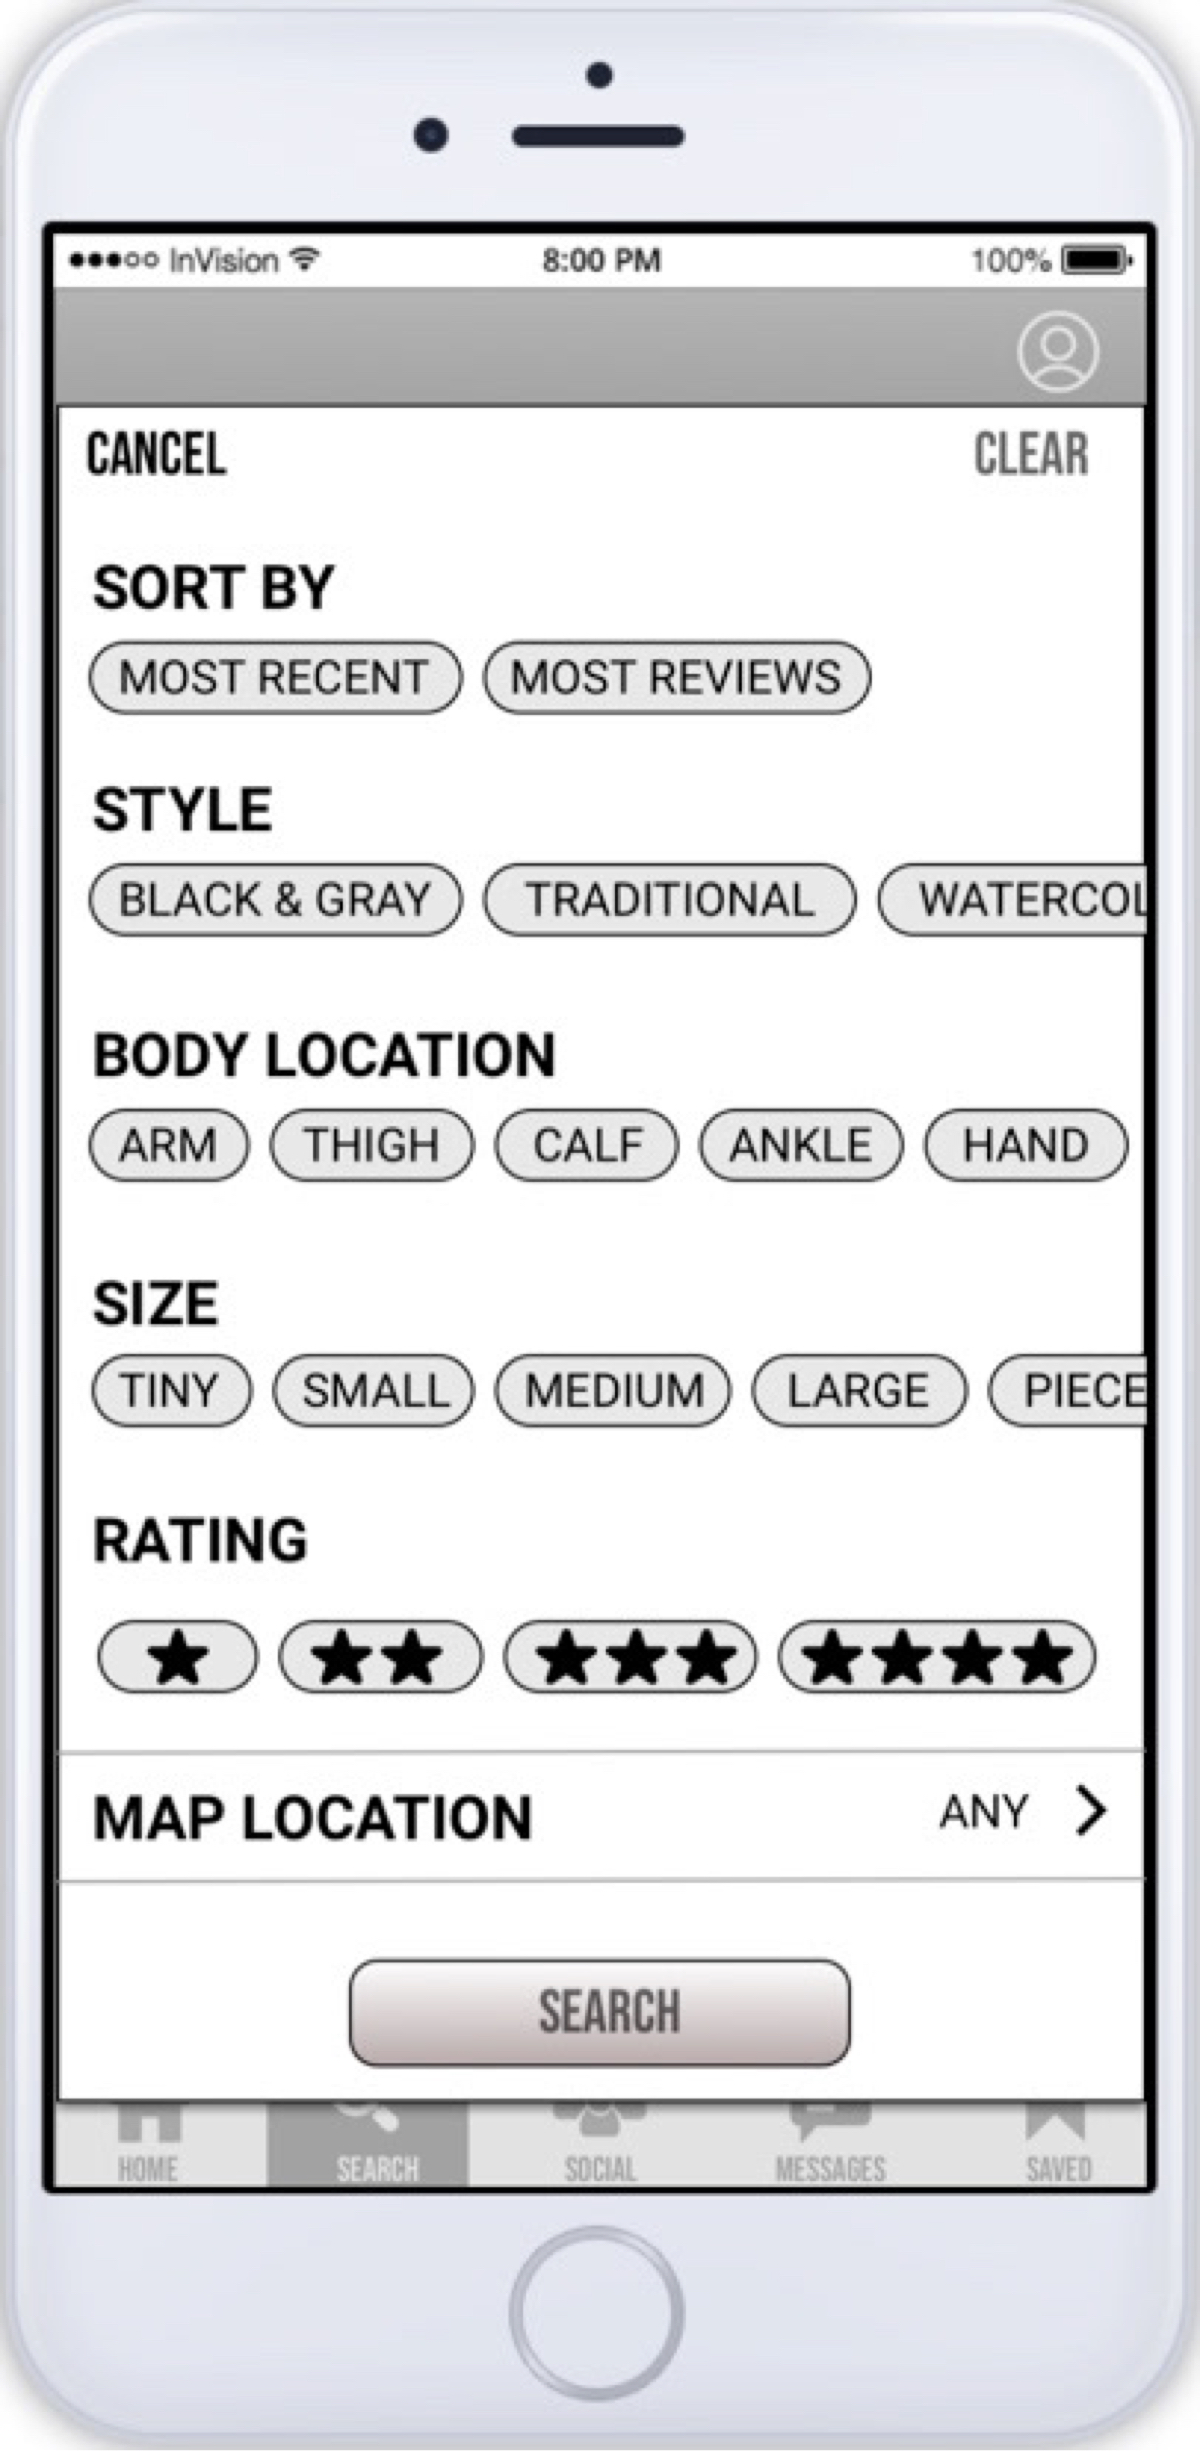 InVision 8:00 PM 100%
CANCEL CLEAR
SORT BY
MOST RECENT MOST REVIEWS
STYLE
BLACK & GRAY TRADITIONAL WATERCOL
BODY LOCATION
ARM THIGH CALF ANKLE HAND
SIZE
TINY SMALL MEDIUM LARGE PIECE
RATING
MAP LOCATION ANY
SEARCH
HOME SEARCH SOCIAL MESSAGES SAVED